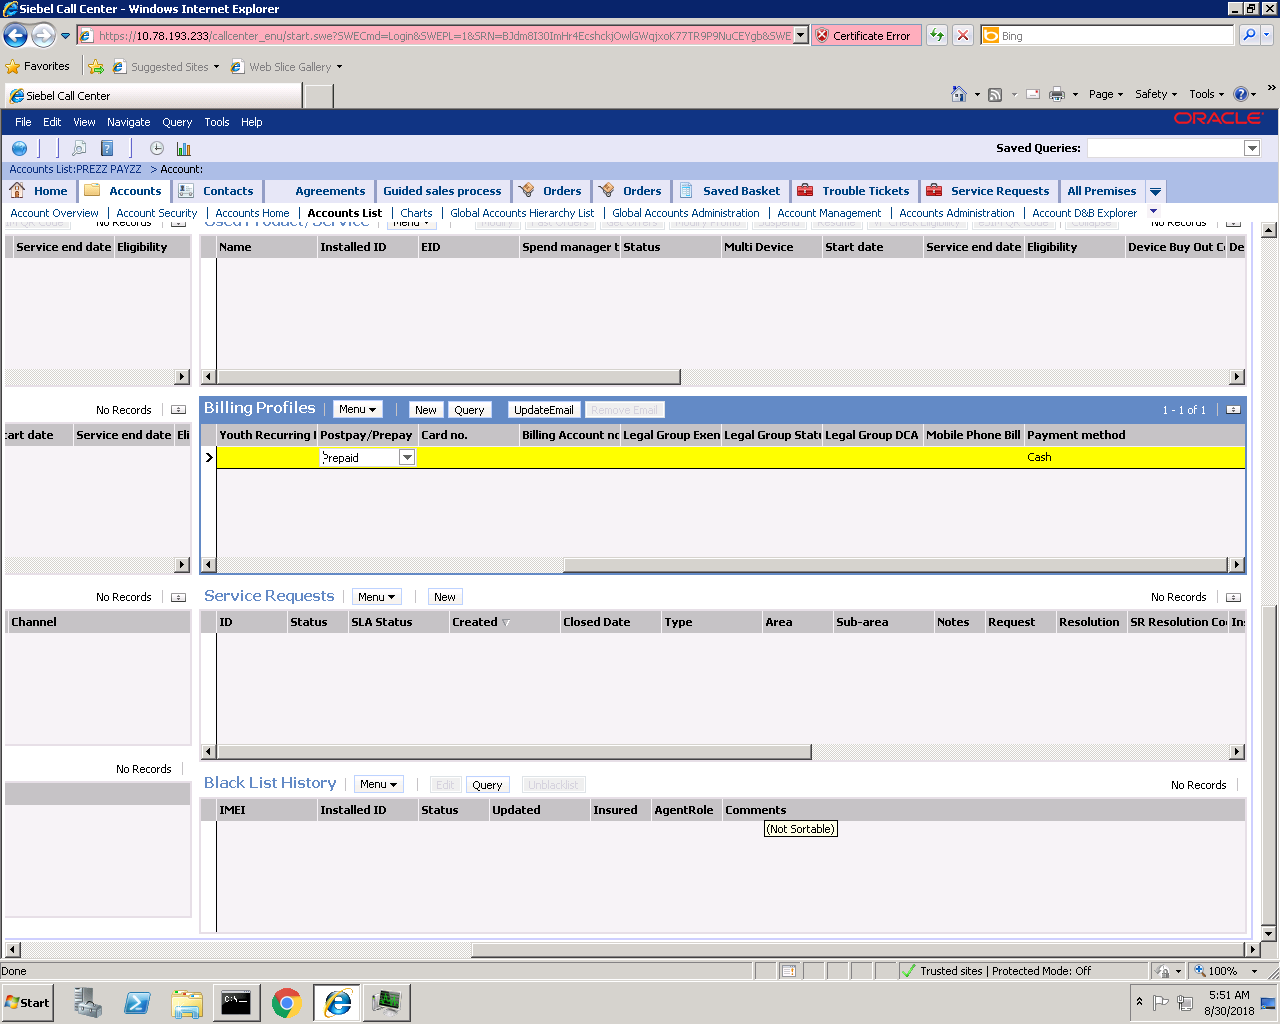 Siebel Call Center - Windows Internet Explorer
https://10.78.193.233/callcenter_enu/start.swe?SWECmd=Login&SWEPL=1&SRN=BJdm8I30ImHr4EcshckjOwlGWqjxoK77TR9P9NuCEYgb&SWE
Certificate Error
Bing
Favorites
Suggested Sites
Web Slice Gallery
Siebel Call Center
Page
Safety
Tools
File Edit View Navigate Query Tools Help
ORACLE
Saved Queries:
Accounts List:PREZZ PAYZZ > Account:
Home Accounts Contacts Agreements Guided sales process Orders Orders Saved Basket Trouble Tickets Service Requests All Premises
Account Overview | Account Security | Accounts Home | Accounts List | Charts | Global Accounts Hierarchy List | Global Accounts Administration | Account Management | Accounts Administration | Account D&B Explorer
No Records Used Product/Service Menu No Records
Service end date Eligibility Name Installed ID EID Spend manager t Status Multi Device Start date Service end date Eligibility Device Buy Out C De
No Records Billing Profiles Menu New Query UpdateEmail Remove Email 1 - 1 of 1
tart date Service end date Eli Youth Recurring I Postpay/Prepay Card no. Billing Account no Legal Group Exen Legal Group Statu Legal Group DCA Mobile Phone Bill Payment method
Prepaid Cash
No Records Service Requests Menu New No Records
Channel ID Status SLA Status Created Closed Date Type Area Sub-area Notes Request Resolution SR Resolution Co Ins
No Records Black List History Menu Edit Query Unblacklist No Records
IMEI Installed ID Status Updated Insured AgentRole Comments
(Not Sortable)
Done Trusted sites | Protected Mode: Off 100%
Start 5:51 AM
8/30/2018